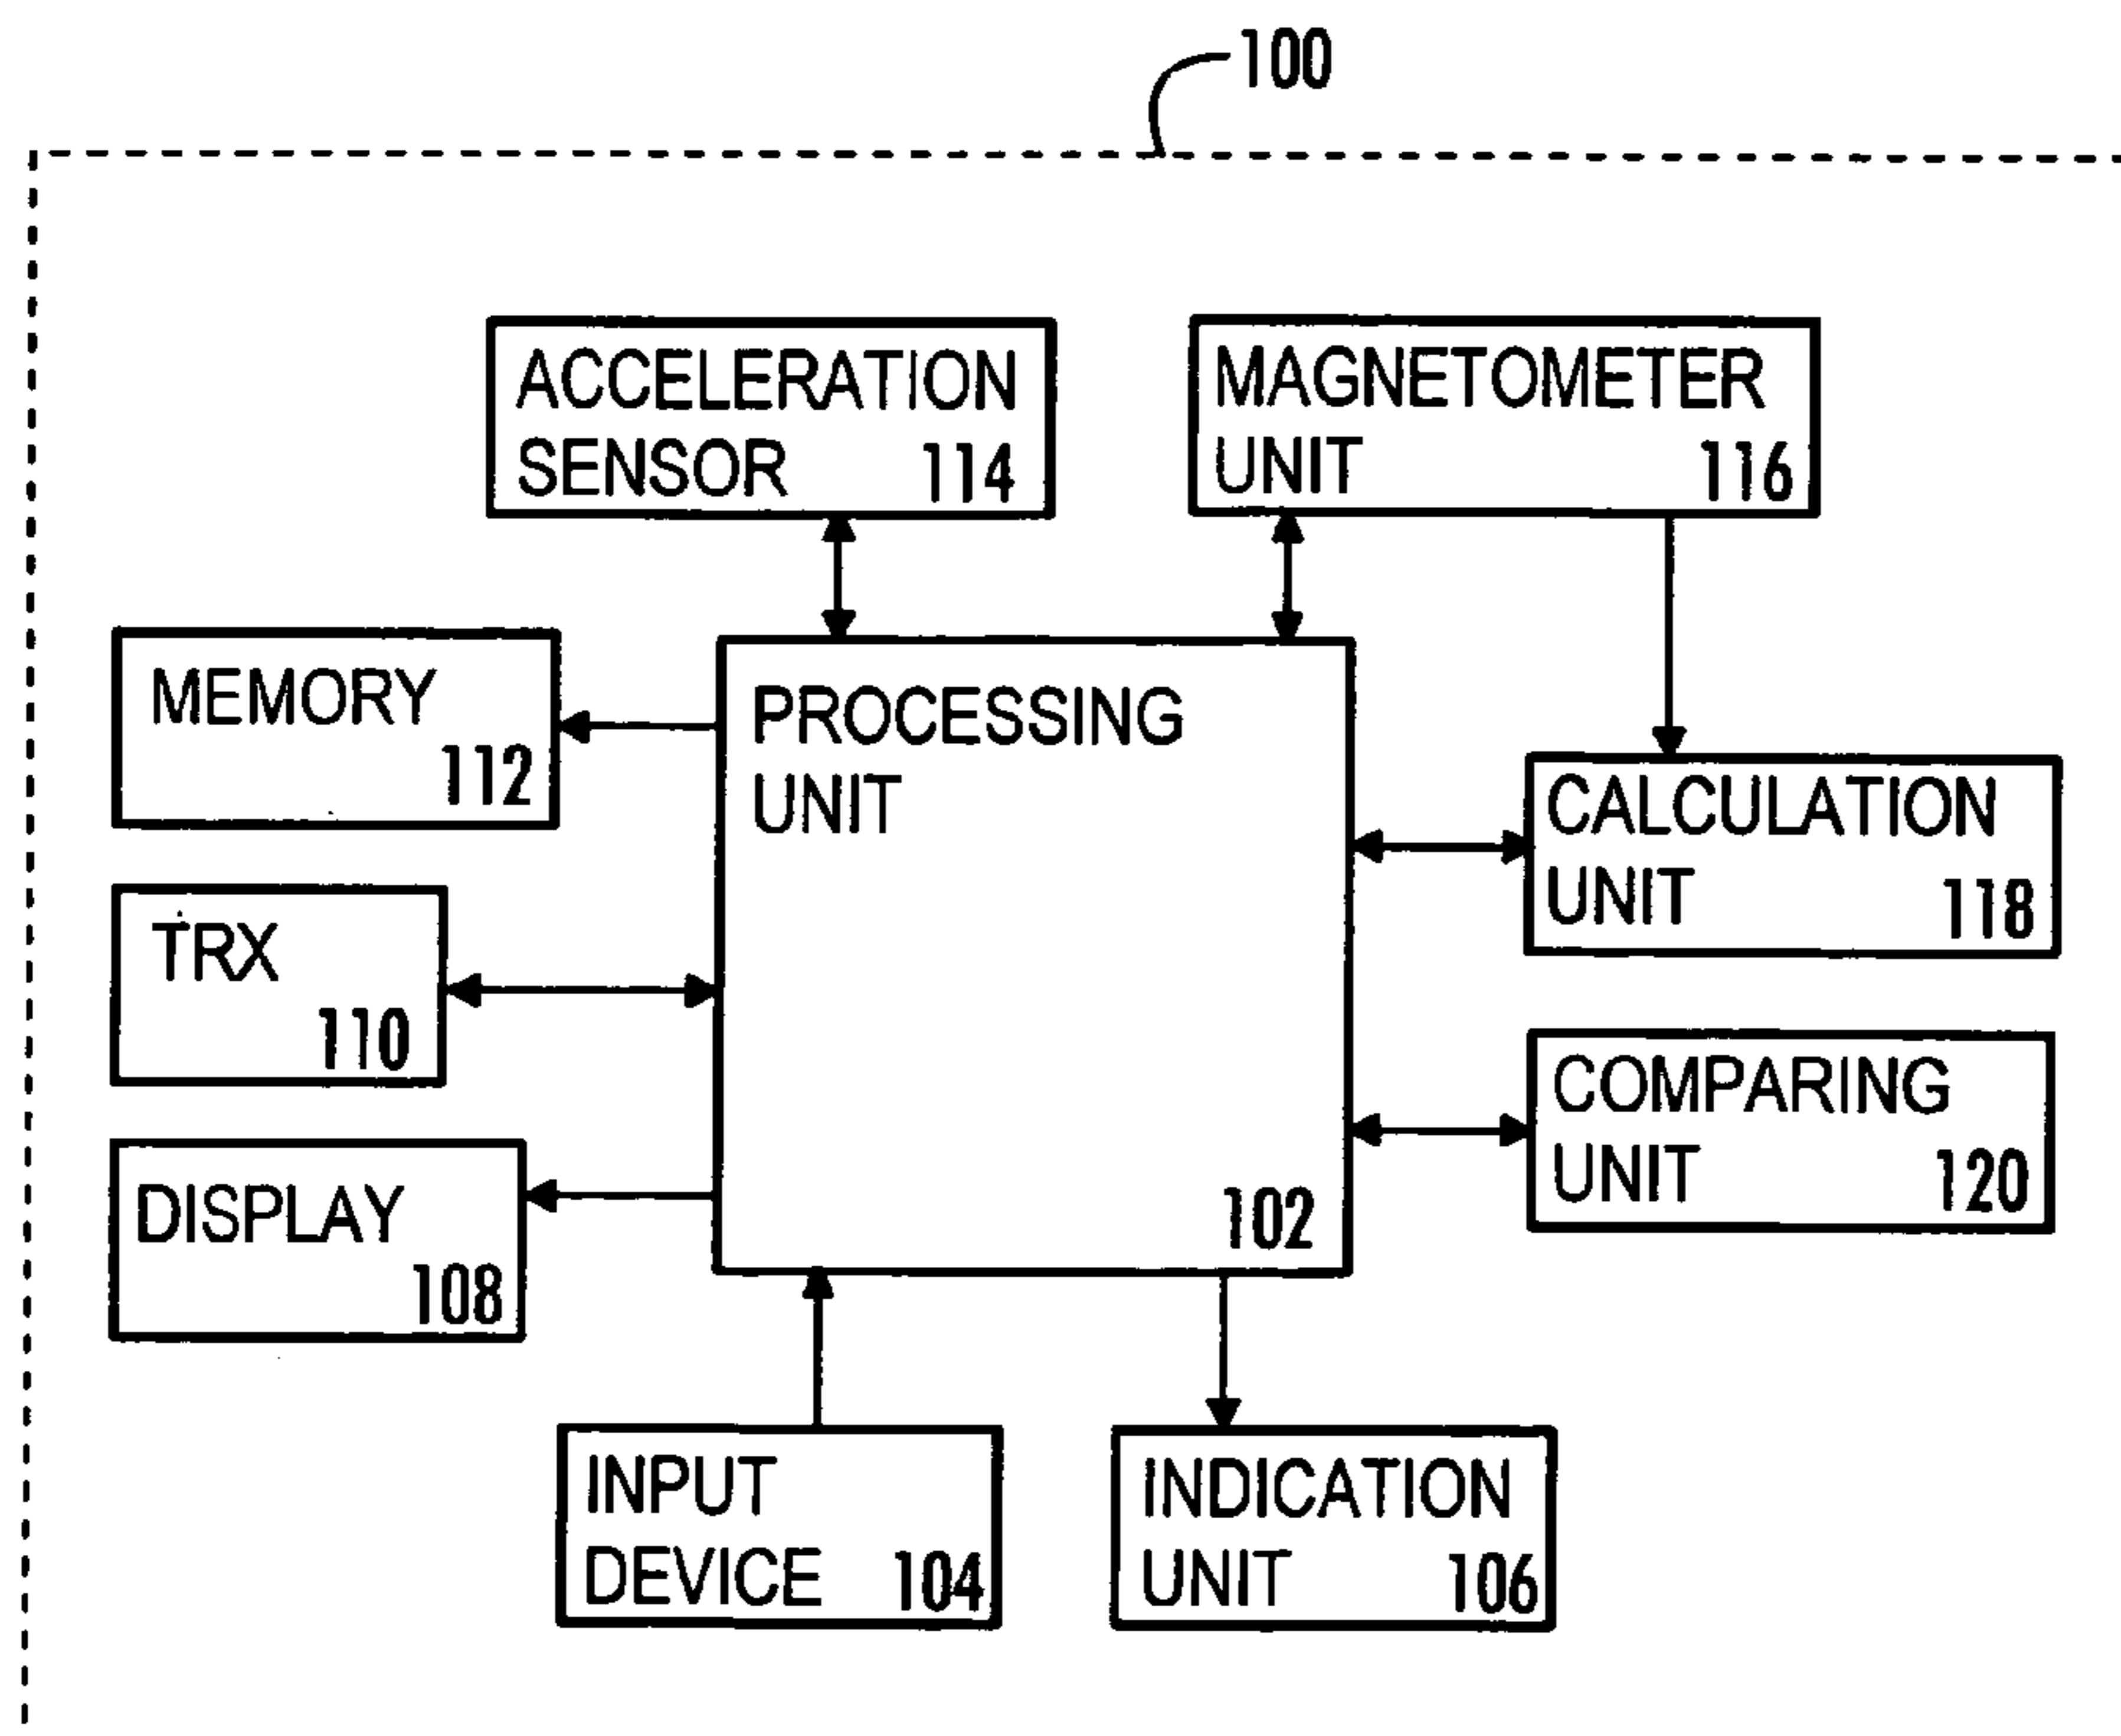 100
ACCELERATION
SENSOR 114
MAGNETOMETER
UNIT 116
MEMORY
112
PROCESSING
UNIT
102
CALCULATION
UNIT 118
TRX
110
COMPARING
UNIT 120
DISPLAY
108
INPUT
DEVICE 104
INDICATION
UNIT 106